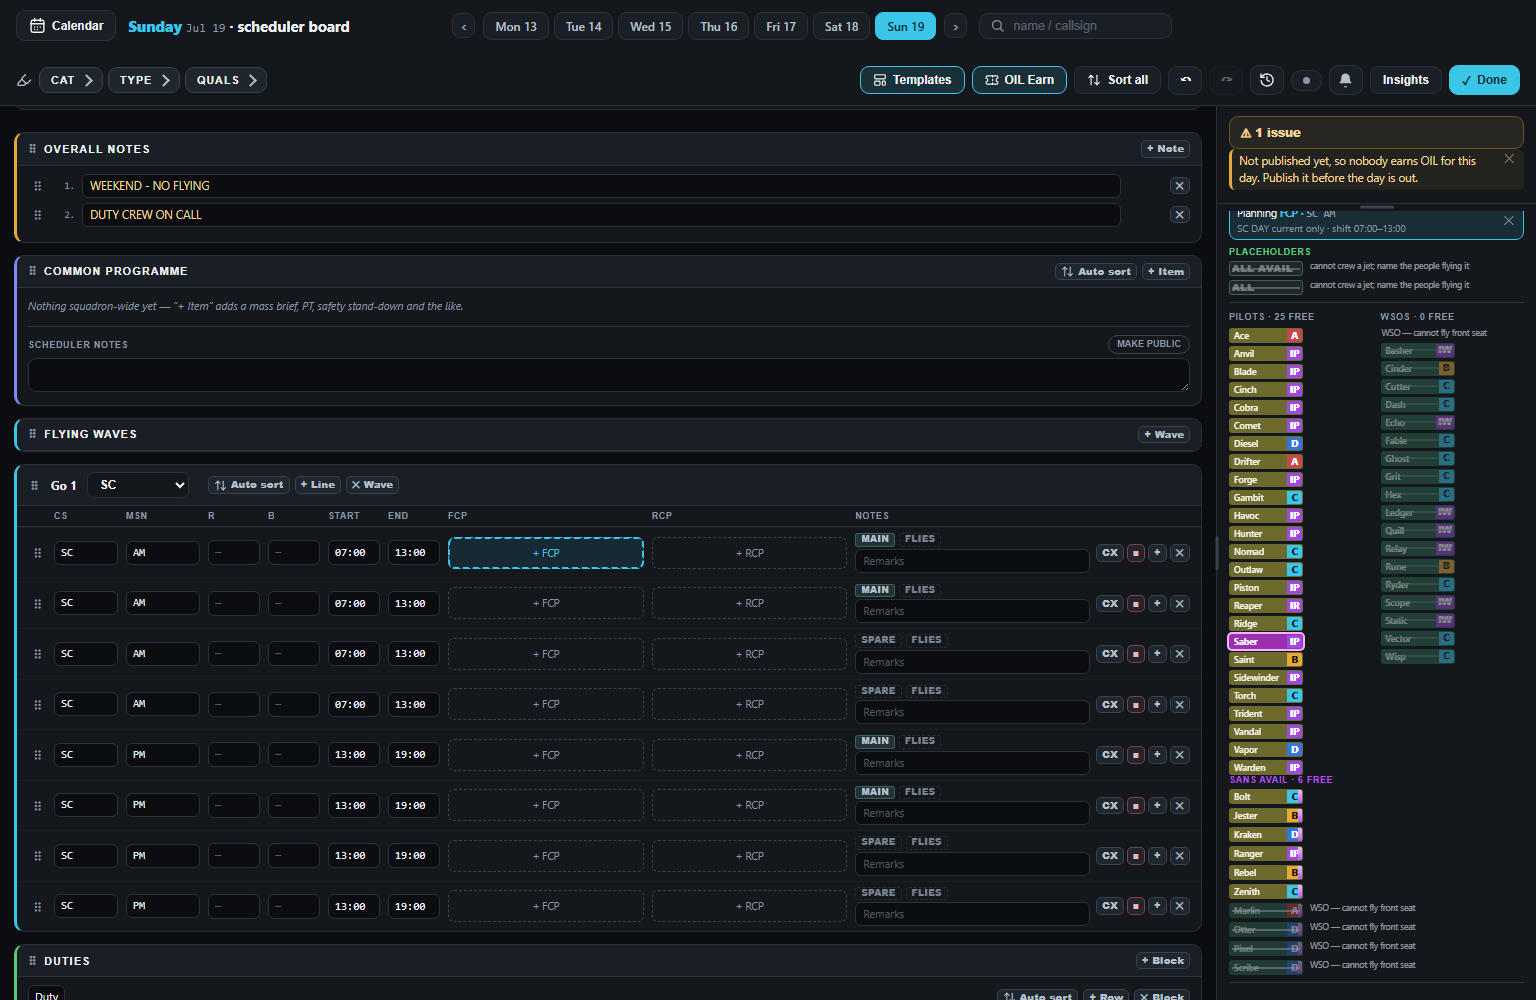 Calendar
Sunday Jul 19 · scheduler board
‹ Mon 13 Tue 14 Wed 15 Thu 16 Fri 17 Sat 18 Sun 19 ›
name / callsign
CAT TYPE QUALS
Templates OIL Earn Sort all Insights ✓ Done
OVERALL NOTES + Note
1. WEEKEND - NO FLYING
2. DUTY CREW ON CALL
COMMON PROGRAMME Auto sort + Item
Nothing squadron-wide yet — "+ Item" adds a mass brief, PT, safety stand-down and the like.
SCHEDULER NOTES MAKE PUBLIC
FLYING WAVES + Wave
Go 1 SC Auto sort + Line ✕ Wave
CS MSN R B START END FCP RCP NOTES
SC AM – – 07:00 13:00 + FCP + RCP MAIN FLIES Remarks CX + ✕
SC AM – – 07:00 13:00 + FCP + RCP MAIN FLIES Remarks CX + ✕
SC AM – – 07:00 13:00 + FCP + RCP SPARE FLIES Remarks CX + ✕
SC AM – – 07:00 13:00 + FCP + RCP SPARE FLIES Remarks CX + ✕
SC PM – – 13:00 19:00 + FCP + RCP MAIN FLIES Remarks CX + ✕
SC PM – – 13:00 19:00 + FCP + RCP MAIN FLIES Remarks CX + ✕
SC PM – – 13:00 19:00 + FCP + RCP SPARE FLIES Remarks CX + ✕
SC PM – – 13:00 19:00 + FCP + RCP SPARE FLIES Remarks CX + ✕
DUTIES + Block
Duty Auto sort + Row ✕ Block
⚠ 1 issue
Not published yet, so nobody earns OIL for this
day. Publish it before the day is out.
Planning FCP · SC AM
SC DAY current only · shift 07:00–13:00
PLACEHOLDERS
ALL AVAIL cannot crew a jet; name the people flying it
ALL cannot crew a jet; name the people flying it
PILOTS · 25 FREE
Ace A
Anvil IP
Blade IP
Cinch IP
Cobra IP
Comet IP
Diesel D
Drifter A
Forge IP
Gambit C
Havoc IP
Hunter IP
Nomad C
Outlaw C
Piston IP
Reaper IR
Ridge C
Saber IP
Saint B
Sidewinder IP
Torch C
Trident IP
Vandal IP
Vapor D
Warden IP
WSOS · 0 FREE
WSO — cannot fly front seat
Basher IW
Cinder B
Cutter C
Dash C
Echo IW
Fable C
Ghost C
Grit C
Hex C
Ledger IW
Quill IW
Relay IW
Rune B
Ryder C
Scope IW
Static IW
Vector C
Wisp C
SANS AVAIL · 6 FREE
Bolt C
Jester B
Kraken D
Ranger IP
Rebel B
Zenith C
Marlin A WSO — cannot fly front seat
Otter D WSO — cannot fly front seat
Pixel D WSO — cannot fly front seat
Scribe D WSO — cannot fly front seat